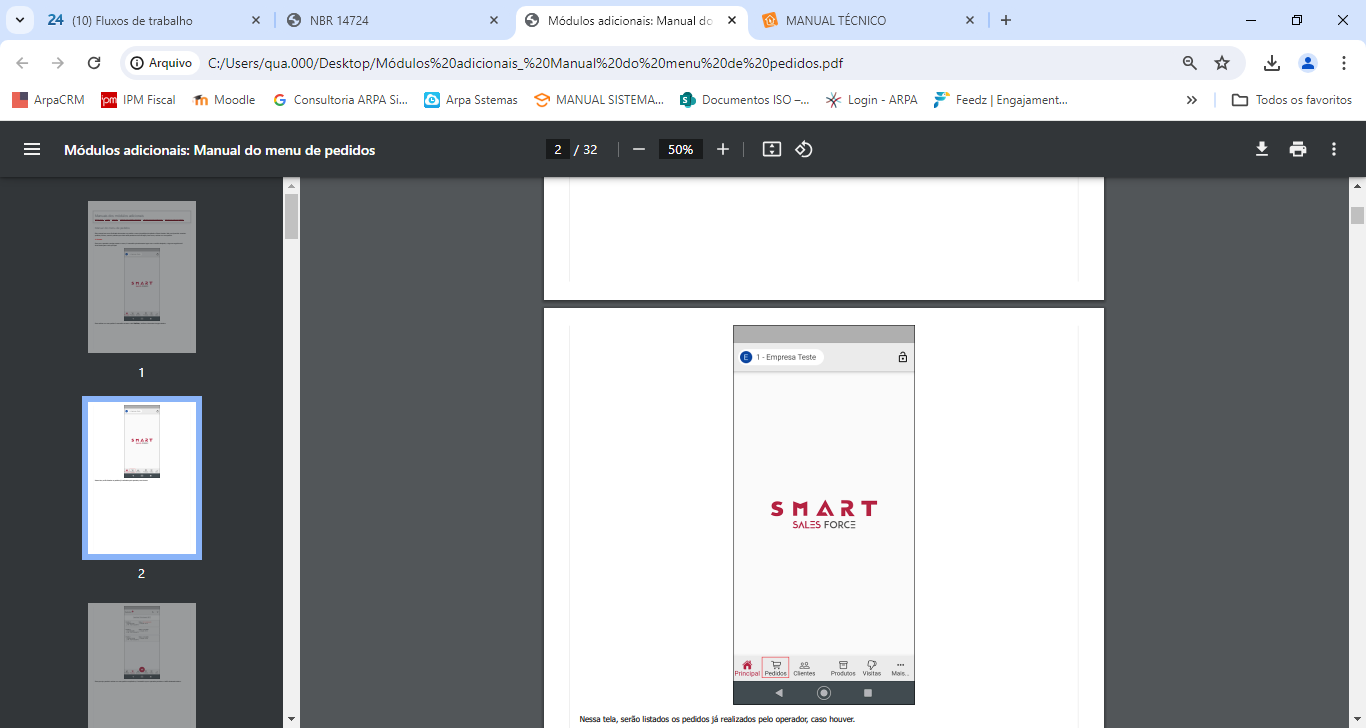 24 (10) Fluxos de trabalho
NBR 14724
Módulos adicionais: Manual do
MANUAL TÉCNICO
Arquivo
C:/Users/qua.000/Desktop/Módulos%20adicionais_%20Manual%20do%20menu%20de%20pedidos.pdf
ArpaCRM
IPM Fiscal
Moodle
Consultoria ARPA Si...
Arpa Sstemas
MANUAL SISTEMA...
Documentos ISO –...
Login - ARPA
Feedz | Engajament...
Todos os favoritos
Módulos adicionais: Manual do menu de pedidos
2 / 32
50%
1
2
E 1 - Empresa Teste
SMART
SALES FORCE
Principal
Pedidos
Clientes
Produtos
Visitas
Mais...
Nessa tela, serão listados os pedidos já realizados pelo operador, caso houver.